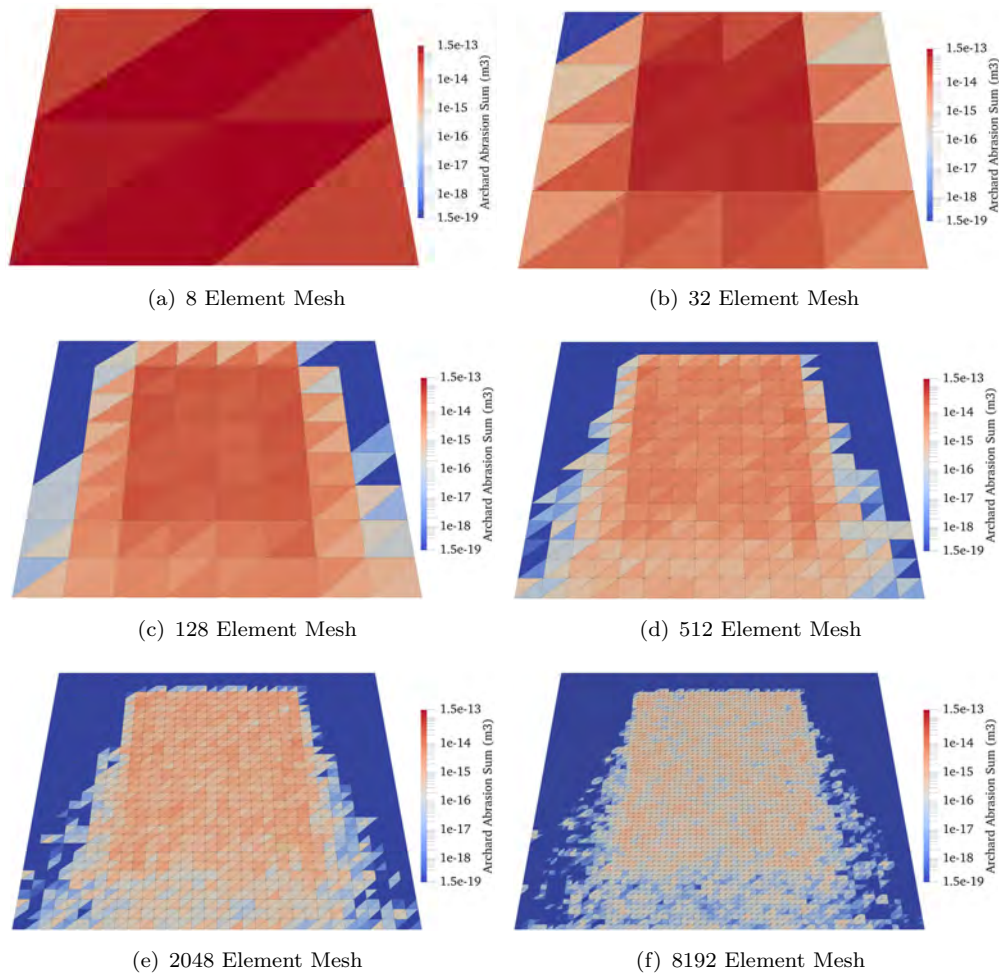 1.5e-13
1e-14
1e-15
1e-16
1e-17
1e-18
1.5e-19
Archard Abrasion Sum (m3)
(a) 8 Element Mesh
1.5e-13
1e-14
1e-15
1e-16
1e-17
1e-18
1.5e-19
Archard Abrasion Sum (m3)
(b) 32 Element Mesh
1.5e-13
1e-14
1e-15
1e-16
1e-17
1e-18
1.5e-19
Archard Abrasion Sum (m3)
(c) 128 Element Mesh
1.5e-13
1e-14
1e-15
1e-16
1e-17
1e-18
1.5e-19
Archard Abrasion Sum (m3)
(d) 512 Element Mesh
1.5e-13
1e-14
1e-15
1e-16
1e-17
1e-18
1.5e-19
Archard Abrasion Sum (m3)
(e) 2048 Element Mesh
1.5e-13
1e-14
1e-15
1e-16
1e-17
1e-18
1.5e-19
Archard Abrasion Sum (m3)
(f) 8192 Element Mesh